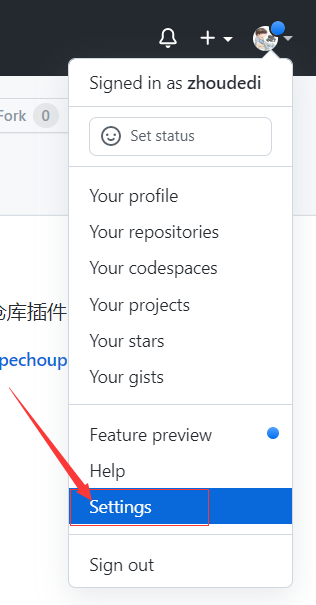 Fork 0
Signed in as zhoudedi
Set status
Your profile
Your repositories
Your codespaces
Your projects
仓库插件
Your stars
pechoup
Your gists
Feature preview
Help
Settings
Sign out